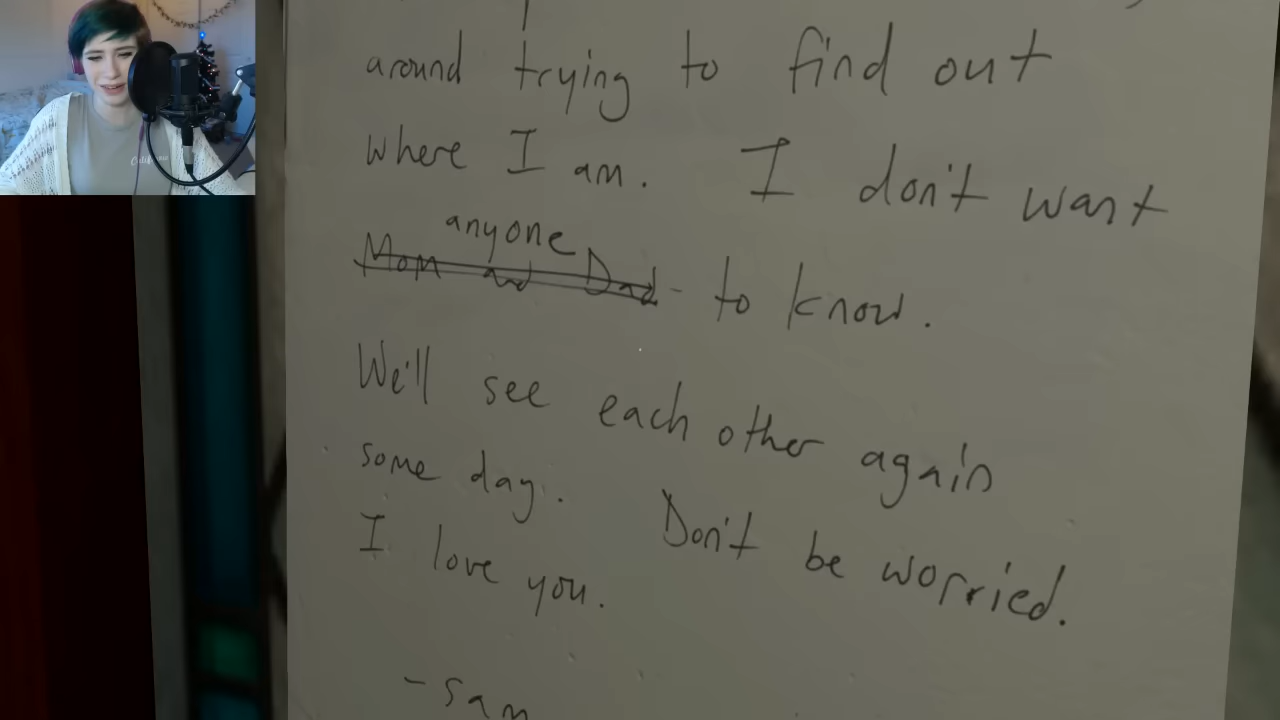 around trying to find out
where I am. I don't want
anyone
~~Mom and Dad~~ to know.
We'll see each other again
some day. Don't be worried.
I love you.
-Sam